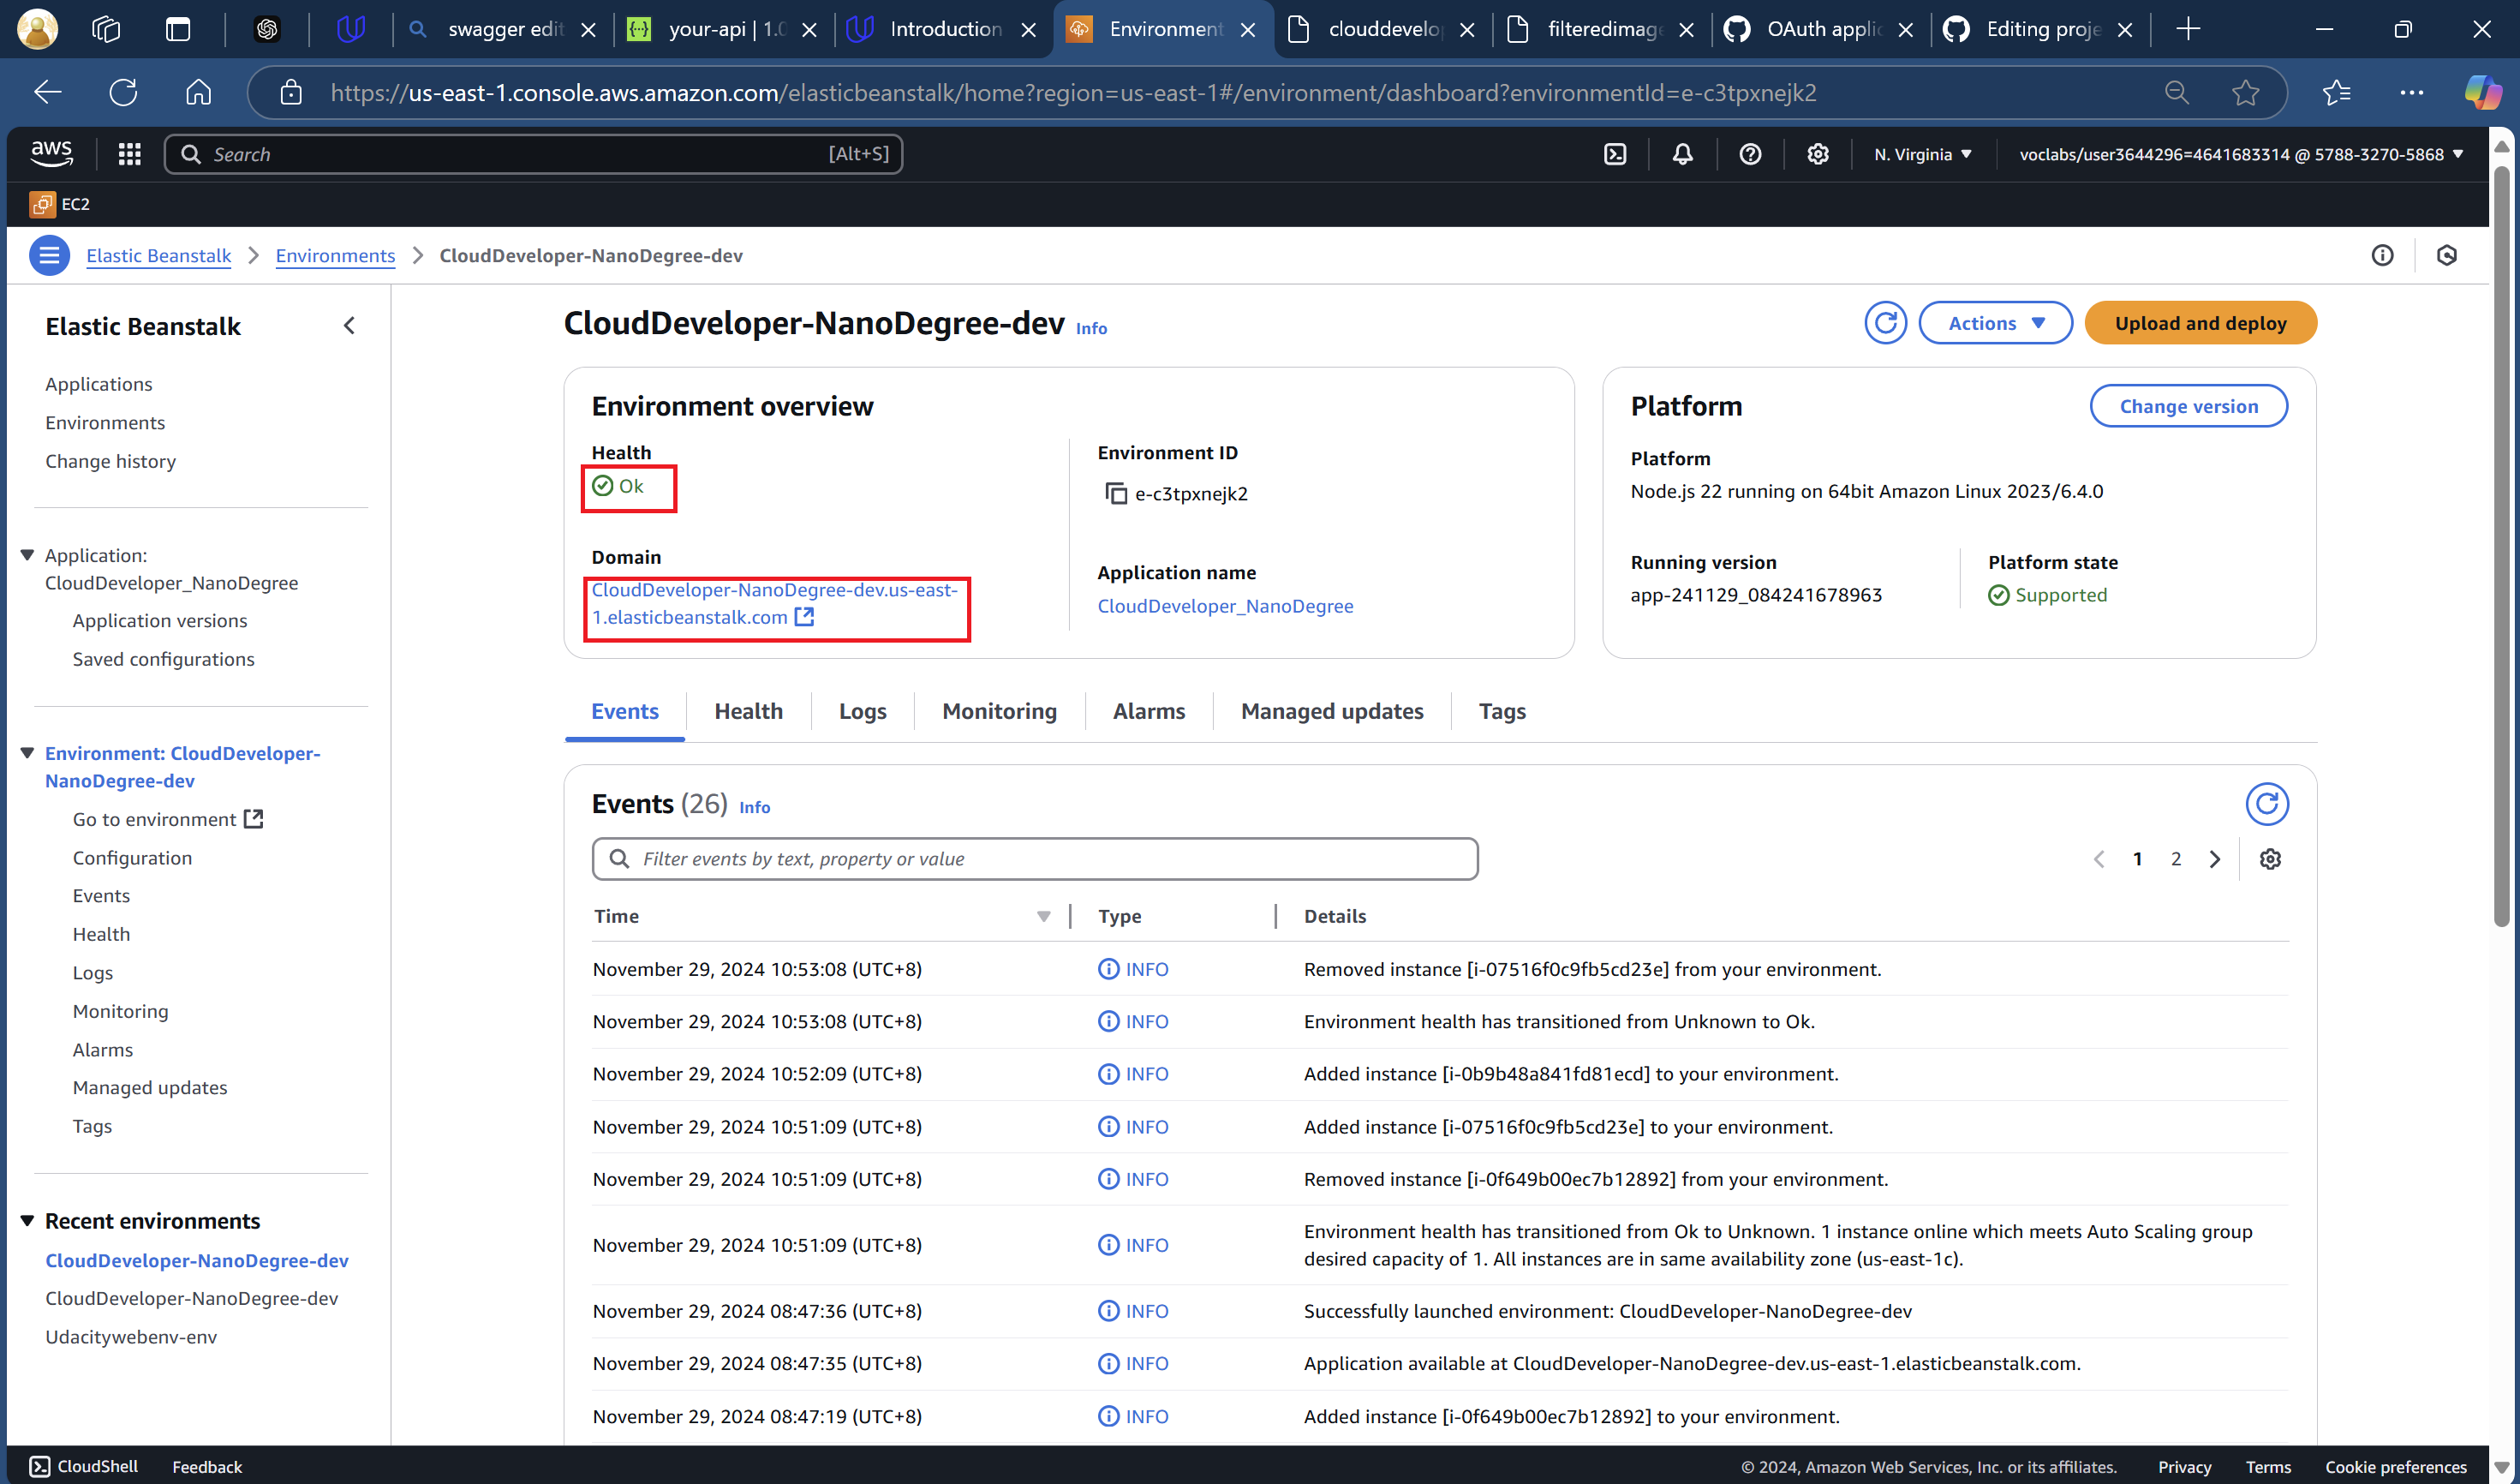 swagger edit
your-api | 1.0
Introduction
Environment
clouddevelo
filteredimage
OAuth applic
Editing proje
https://us-east-1.console.aws.amazon.com/elasticbeanstalk/home?region=us-east-1#/environment/dashboard?environmentId=e-c3tpxnejk2
aws
Search
[Alt+S]
N. Virginia
voclabs/user3644296=4641683314 @ 5788-3270-5868
EC2
Elastic Beanstalk
Environments
CloudDeveloper-NanoDegree-dev
Elastic Beanstalk
Applications
Environments
Change history
Application:
CloudDeveloper_NanoDegree
Application versions
Saved configurations
Environment: CloudDeveloper-
NanoDegree-dev
Go to environment
Configuration
Events
Health
Logs
Monitoring
Alarms
Managed updates
Tags
Recent environments
CloudDeveloper-NanoDegree-dev
CloudDeveloper-NanoDegree-dev
Udacitywebenv-env
CloudDeveloper-NanoDegree-dev Info
Actions
Upload and deploy
Environment overview
Health
Ok
Domain
CloudDeveloper-NanoDegree-dev.us-east-
1.elasticbeanstalk.com
Environment ID
e-c3tpxnejk2
Application name
CloudDeveloper_NanoDegree
Platform
Change version
Platform
Node.js 22 running on 64bit Amazon Linux 2023/6.4.0
Running version
app-241129_084241678963
Platform state
Supported
Events
Health
Logs
Monitoring
Alarms
Managed updates
Tags
Events (26) Info
Filter events by text, property or value
1 2
Time Type Details
November 29, 2024 10:53:08 (UTC+8) INFO Removed instance [i-07516f0c9fb5cd23e] from your environment.
November 29, 2024 10:53:08 (UTC+8) INFO Environment health has transitioned from Unknown to Ok.
November 29, 2024 10:52:09 (UTC+8) INFO Added instance [i-0b9b48a841fd81ecd] to your environment.
November 29, 2024 10:51:09 (UTC+8) INFO Added instance [i-07516f0c9fb5cd23e] to your environment.
November 29, 2024 10:51:09 (UTC+8) INFO Removed instance [i-0f649b00ec7b12892] from your environment.
November 29, 2024 10:51:09 (UTC+8) INFO Environment health has transitioned from Ok to Unknown. 1 instance online which meets Auto Scaling group
desired capacity of 1. All instances are in same availability zone (us-east-1c).
November 29, 2024 08:47:36 (UTC+8) INFO Successfully launched environment: CloudDeveloper-NanoDegree-dev
November 29, 2024 08:47:35 (UTC+8) INFO Application available at CloudDeveloper-NanoDegree-dev.us-east-1.elasticbeanstalk.com.
November 29, 2024 08:47:19 (UTC+8) INFO Added instance [i-0f649b00ec7b12892] to your environment.
CloudShell
Feedback
© 2024, Amazon Web Services, Inc. or its affiliates.
Privacy
Terms
Cookie preferences